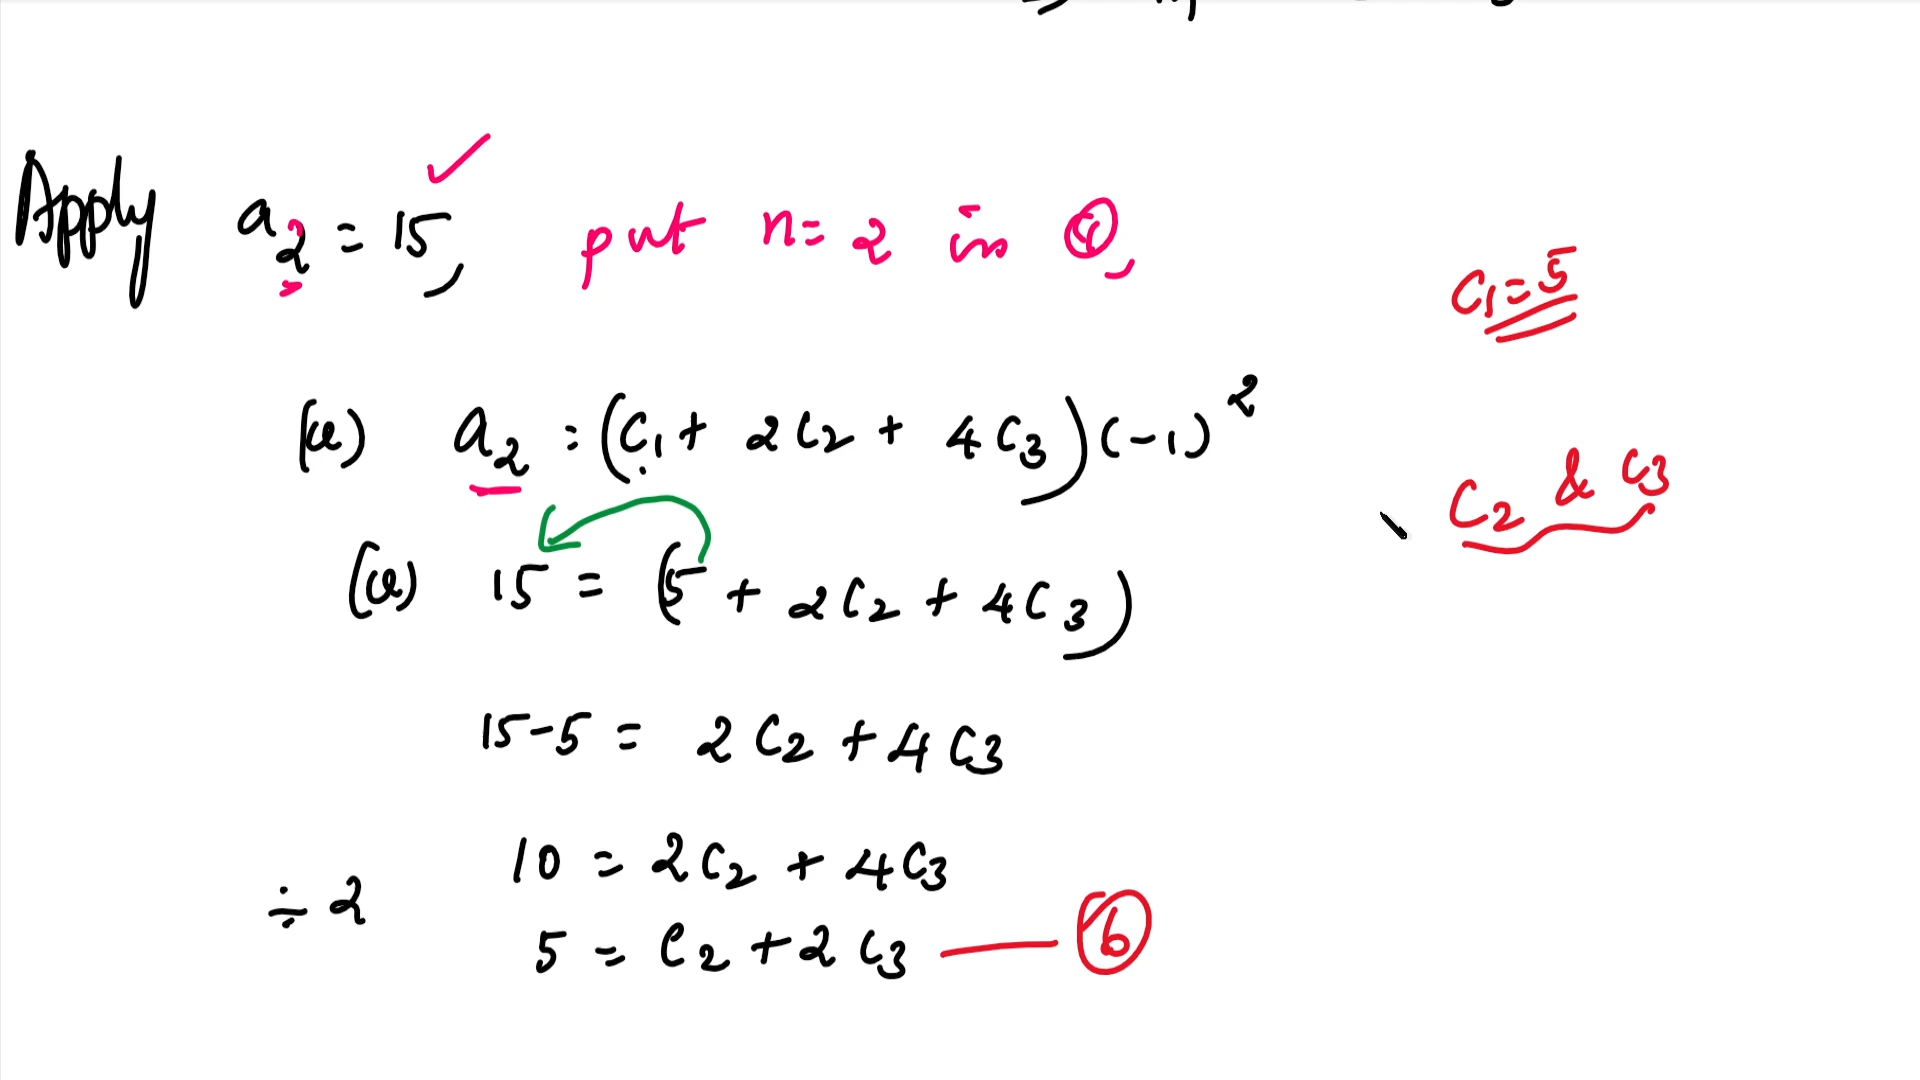 Apply a₂ = 15, put n = 2 in ④,
C₁ = 5
(ie) a₂ = (C₁ + 2C₂ + 4C₃)(-1)²
C₂ & C₃
(ie) 15 = (5 + 2C₂ + 4C₃)
15-5 = 2C₂ + 4C₃
10 = 2C₂ + 4C₃
÷ 2
5 = C₂ + 2C₃ — ⑥